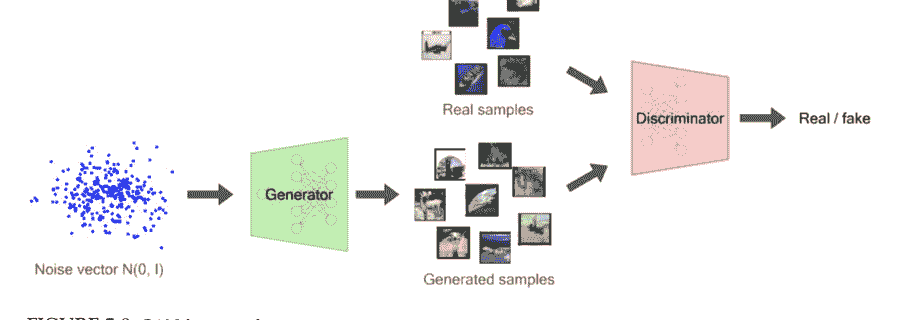 Real samples
Discriminator
Real / fake
Generator
Noise vector N(0, I)
Generated samples